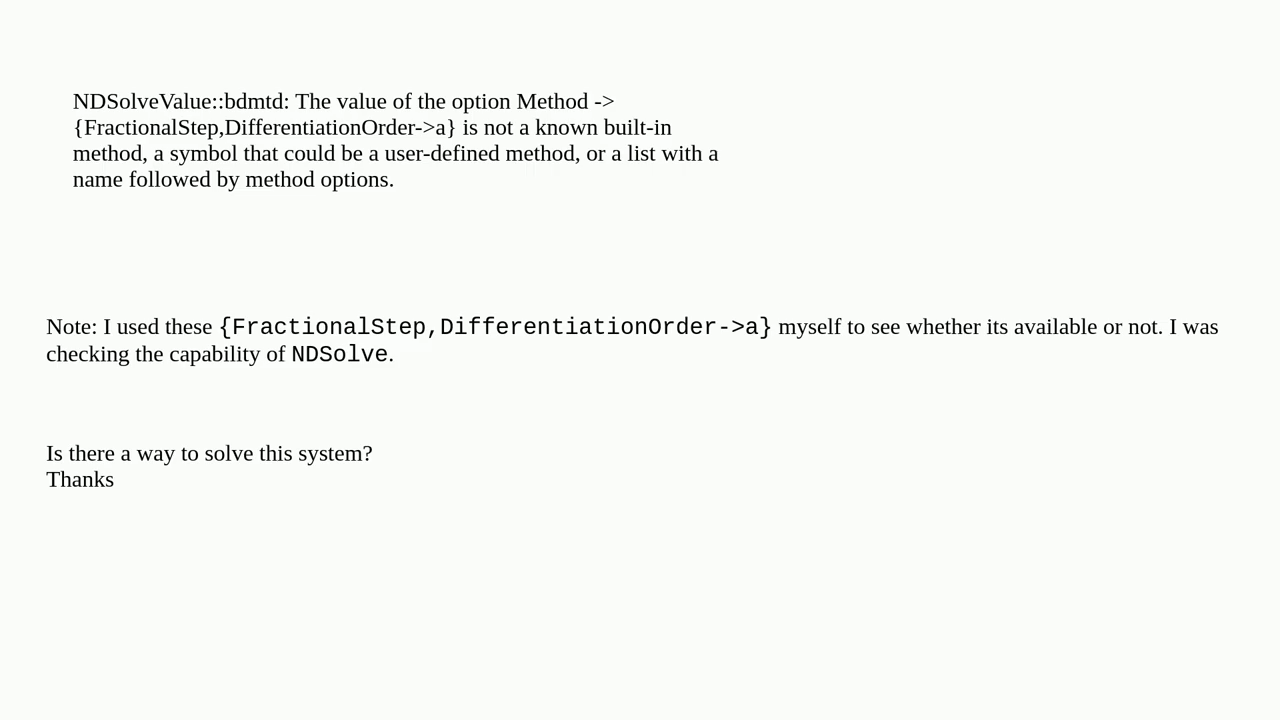 NDSolveValue::bdmtd: The value of the option Method ->
{FractionalStep,DifferentiationOrder->a} is not a known built-in
method, a symbol that could be a user-defined method, or a list with a
name followed by method options.
Note: I used these {FractionalStep,DifferentiationOrder->a} myself to see whether its available or not. I was
checking the capability of NDSolve.
Is there a way to solve this system?
Thanks